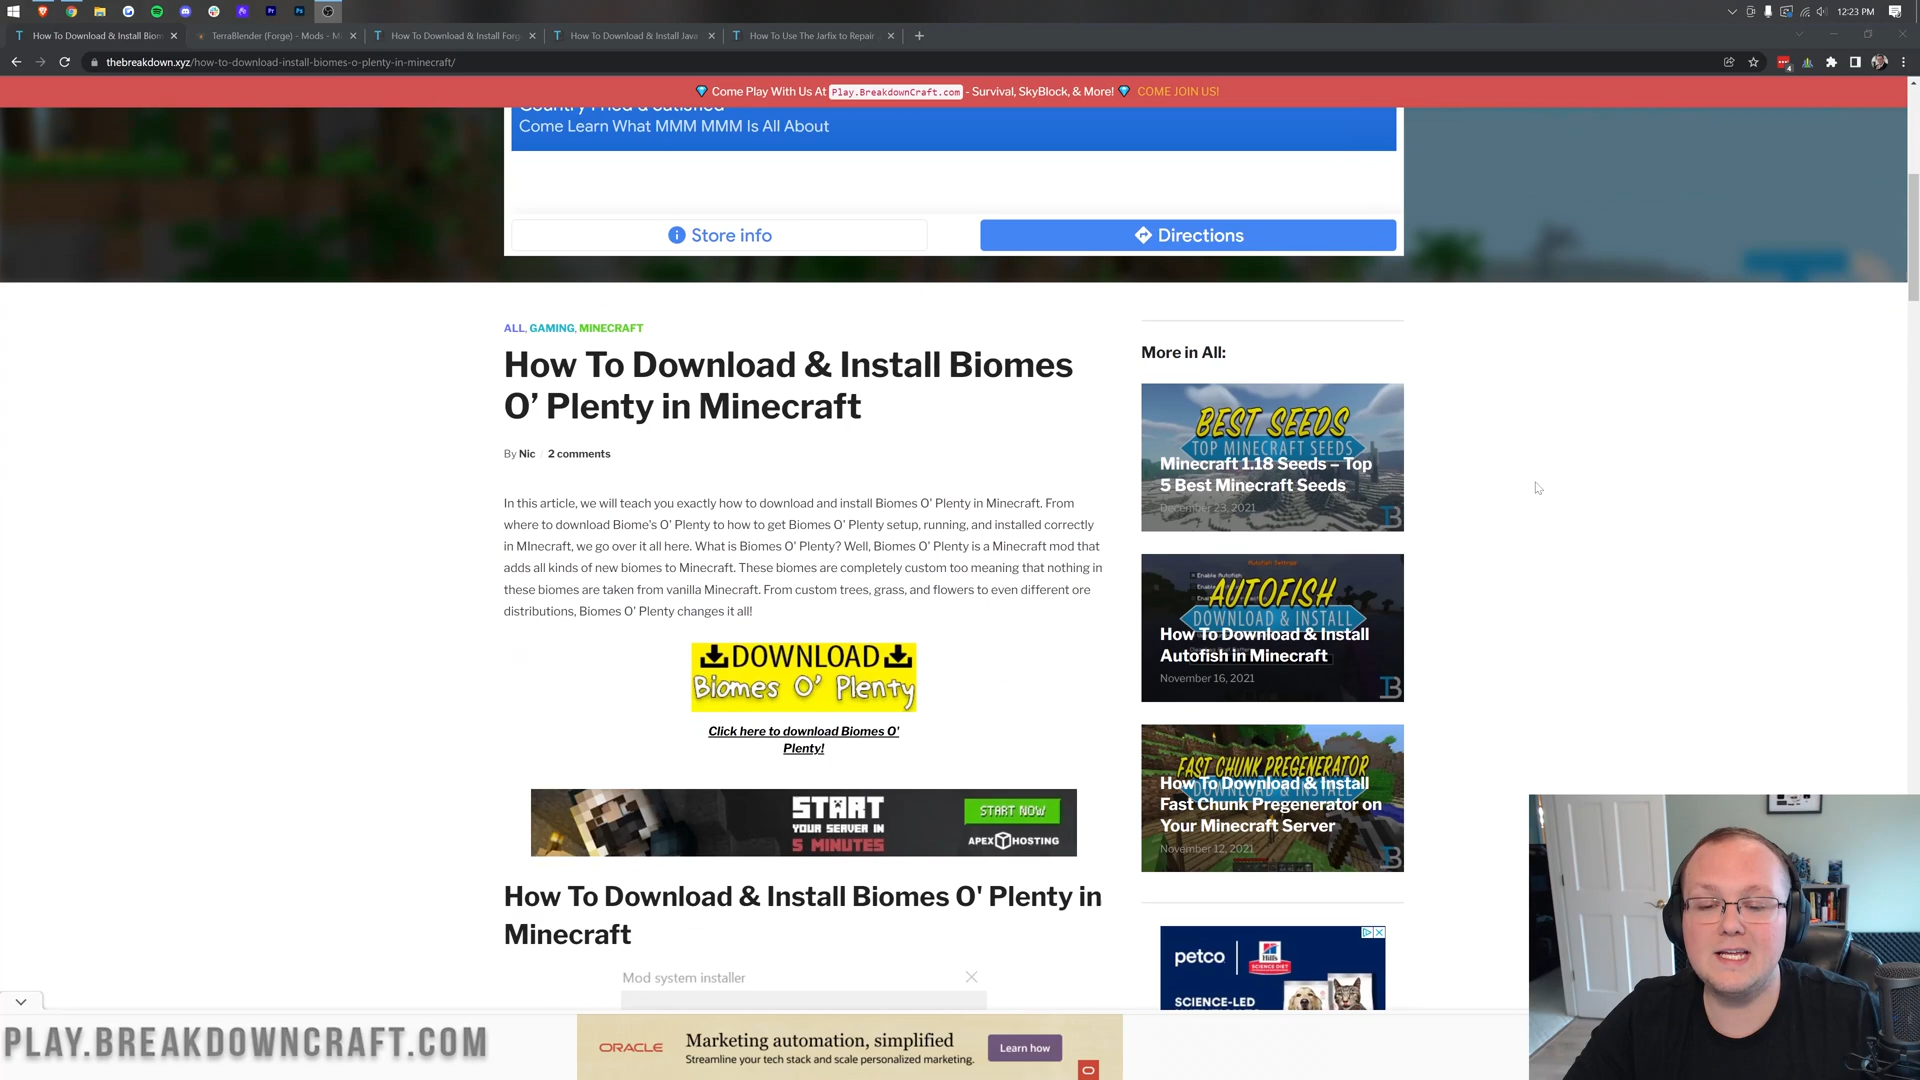 12:23 PM
How To Download & Install Biom
TerraBlender (Forge) - Mods - M
How To Download & Install Forg
How To Download & Install Java
How To Use The Jarfix to Repair
thebreakdown.xyz/how-to-download-install-biomes-o-plenty-in-minecraft/
Come Play With Us At Play.BreakdownCraft.com - Survival, SkyBlock, & More! COME JOIN US!
Country Fried & Satisfied
Come Learn What MMM MMM Is All About
Store info
Directions
ALL, GAMING, MINECRAFT
How To Download & Install Biomes
O' Plenty in Minecraft
By Nic / 2 comments
In this article, we will teach you exactly how to download and install Biomes O' Plenty in Minecraft. From
where to download Biome's O' Plenty to how to get Biomes O' Plenty setup, running, and installed correctly
in MInecraft, we go over it all here. What is Biomes O' Plenty? Well, Biomes O' Plenty is a Minecraft mod that
adds all kinds of new biomes to Minecraft. These biomes are completely custom too meaning that nothing in
these biomes are taken from vanilla Minecraft. From custom trees, grass, and flowers to even different ore
distributions, Biomes O' Plenty changes it all!
DOWNLOAD
Biomes O' Plenty
Click here to download Biomes O'
Plenty!
START
YOUR SERVER IN
5 MINUTES
START NOW
APEX HOSTING
How To Download & Install Biomes O' Plenty in
Minecraft
Mod system installer
More in All:
BEST SEEDS
TOP MINECRAFT SEEDS
Minecraft 1.18 Seeds – Top
5 Best Minecraft Seeds
December 23, 2021
AUTOFISH
DOWNLOAD & INSTALL
How To Download & Install
Autofish in Minecraft
November 16, 2021
FAST CHUNK PREGENERATOR
How To Download & Install
Fast Chunk Pregenerator on
Your Minecraft Server
November 12, 2021
petco
Hill's
SCIENCE DIET
SCIENCE-LED
PLAY.BREAKDOWNCRAFT.COM
ORACLE
Marketing automation, simplified
Streamline your tech stack and scale personalized marketing.
Learn how